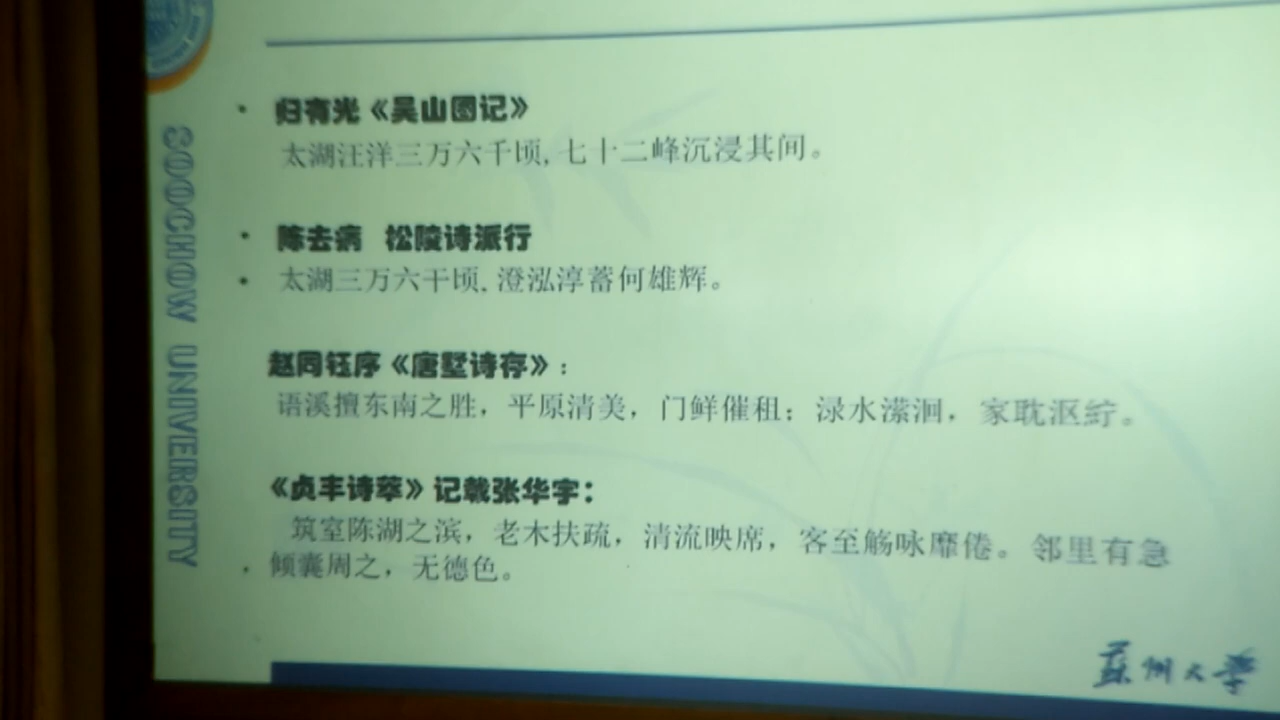 归有光《吴山图记》
太湖汪洋三万六千顷,七十二峰沉浸其间。
陈去病 松陵诗派行
太湖三万六千顷,澄泓渟蓄何雄辉。
赵同钰序《唐墅诗存》:
语溪擅东南之胜，平原清美，门鲜催租；渌水潆洄，家耽沤纻。
《贞丰诗萃》记载张华宇：
筑室陈湖之滨，老木扶疏，清流映席，客至觞咏靡倦。邻里有急
倾囊周之，无德色。
SOOCHOW UNIVERSITY
蘇州大学